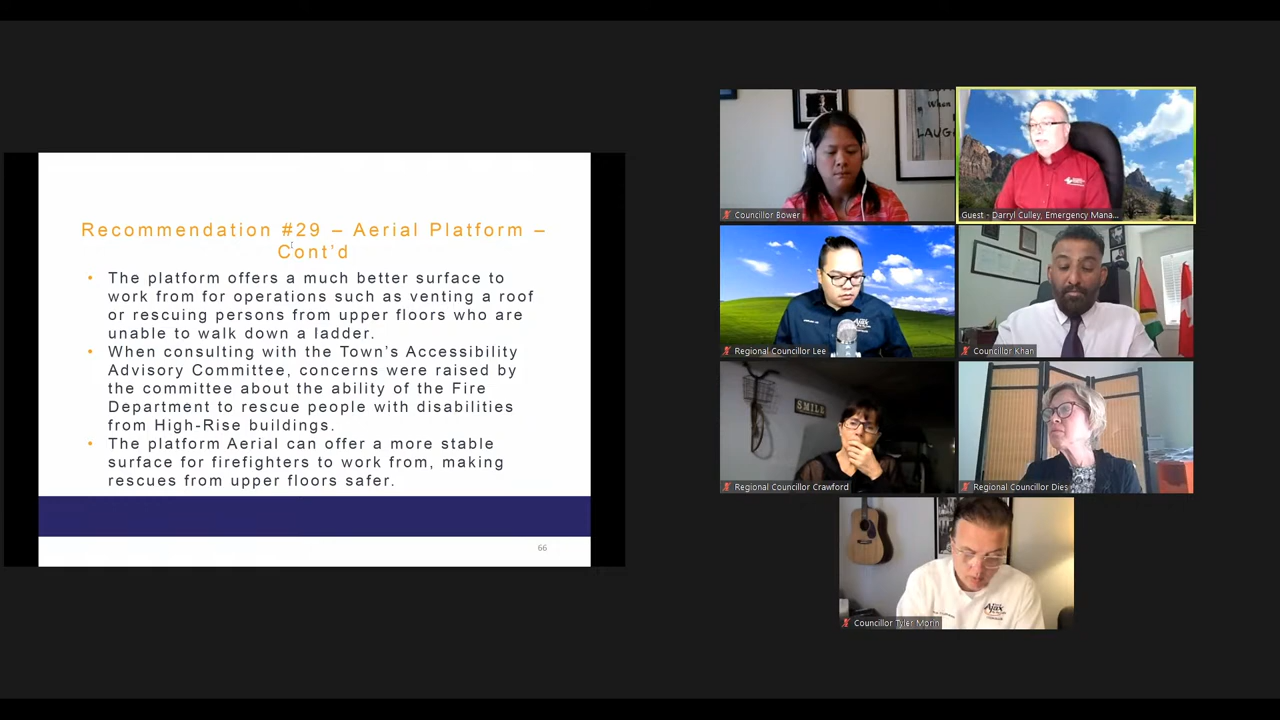 Recommendation #29 – Aerial Platform –
Cont'd
• The platform offers a much better surface to
work from for operations such as venting a roof
or rescuing persons from upper floors who are
unable to walk down a ladder.
• When consulting with the Town's Accessibility
Advisory Committee, concerns were raised by
the committee about the ability of the Fire
Department to rescue people with disabilities
from High-Rise buildings.
• The platform Aerial can offer a more stable
surface for firefighters to work from, making
rescues from upper floors safer.
66
When
LAUGH
Councillor Bower
Guest - Darryl Culley, Emergency Mana...
Ajax
Regional Councillor Lee
Councillor Khan
SMILE
Regional Councillor Crawford
Regional Councillor Dies
Ajax
Councillor Tyler Morin